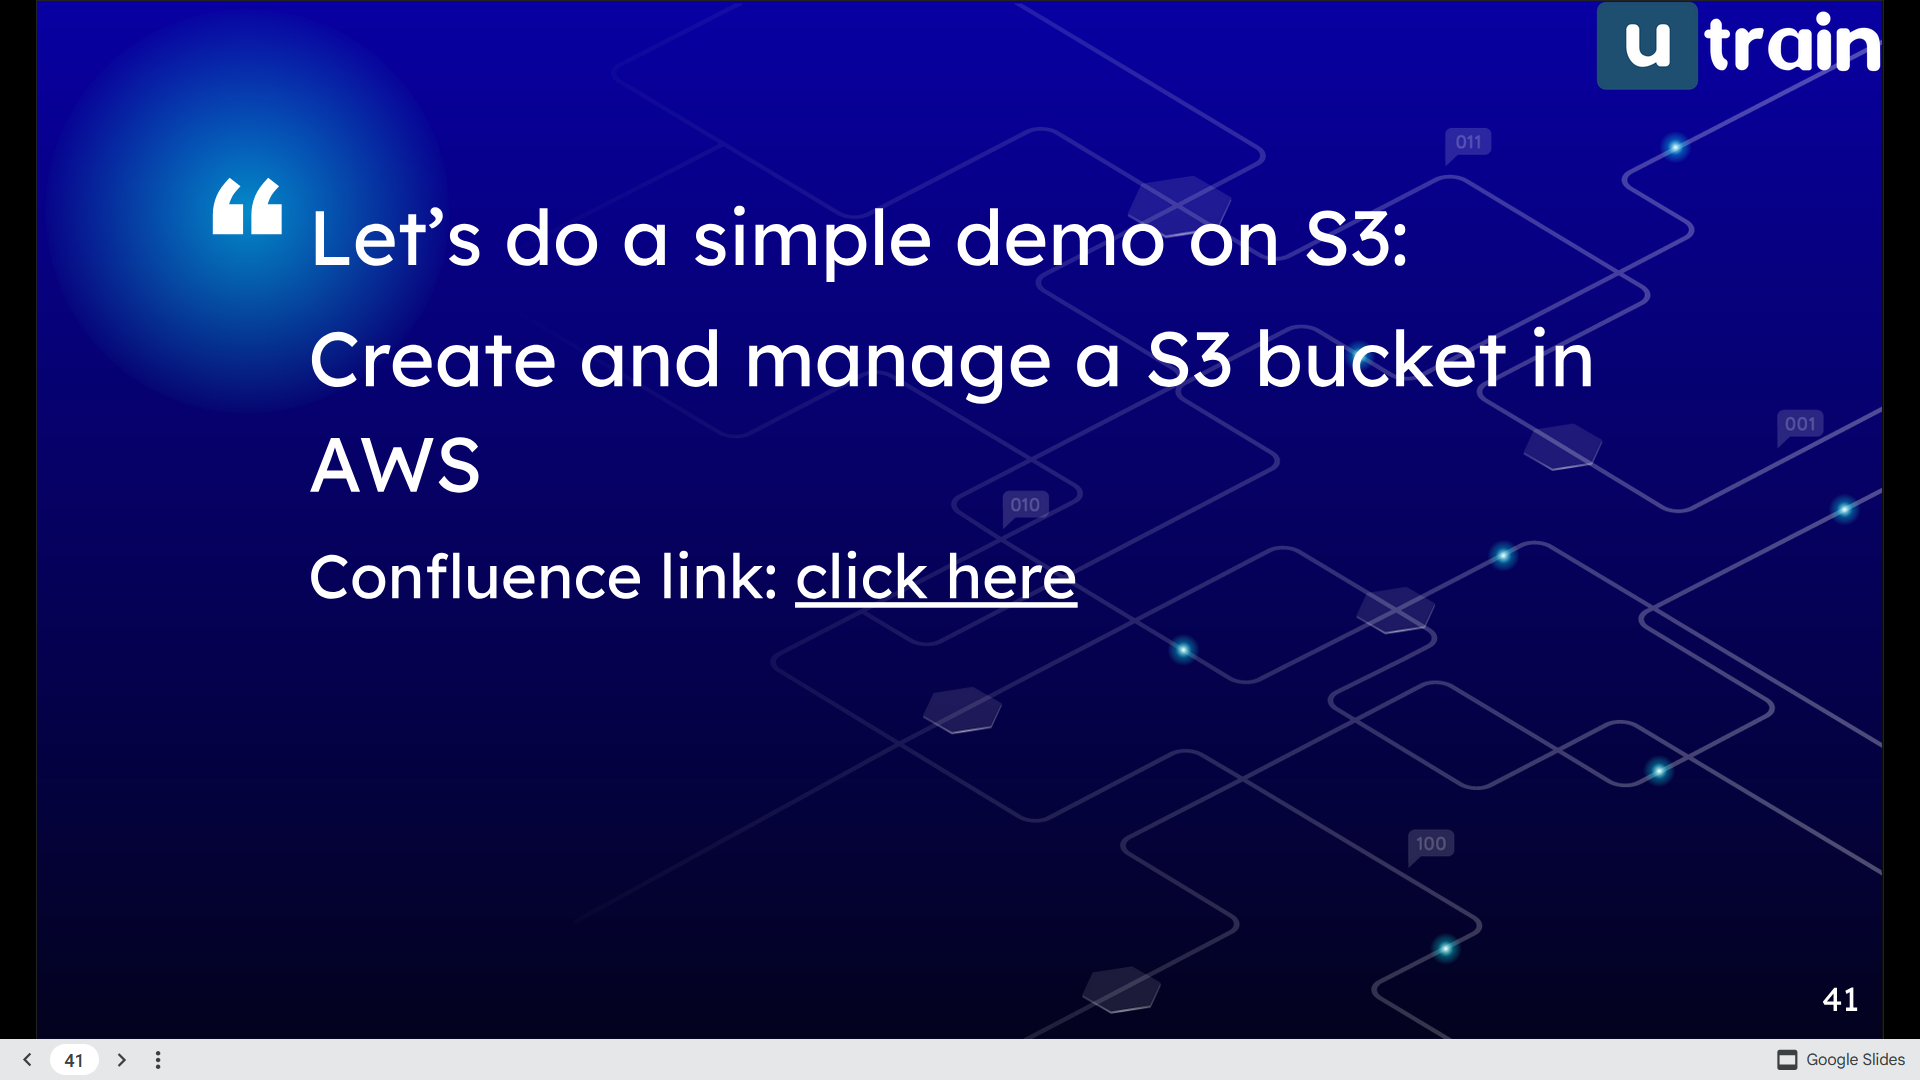 u train
011
“ Let’s do a simple demo on S3:
Create and manage a S3 bucket in
AWS
001
010
Confluence link: click here
100
41
41
Google Slides